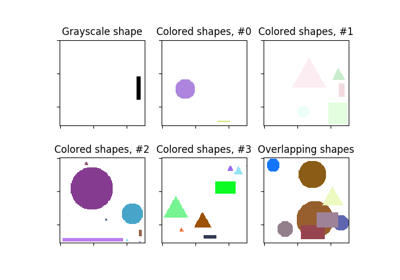 Grayscale shape
Colored shapes, #0
Colored shapes, #1
Colored shapes, #2
Colored shapes, #3
Overlapping shapes